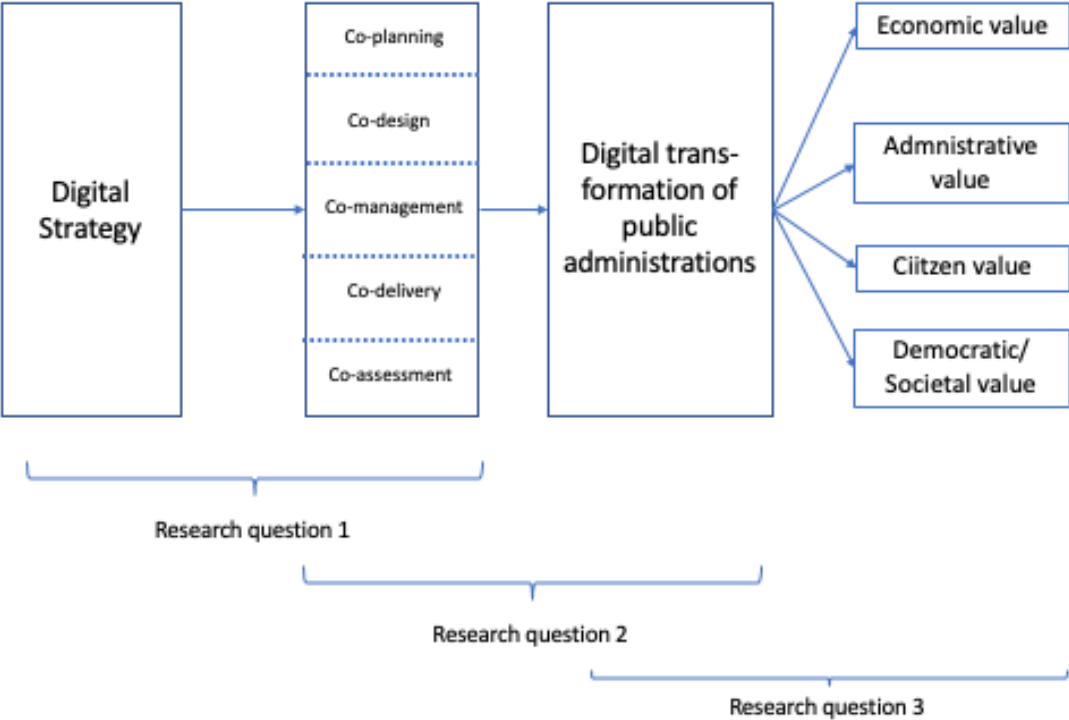 Digital
Strategy
Co-planning
Co-design
Co-management
Co-delivery
Co-assessment
Digital trans-
formation of
public
administrations
Economic value
Admnistrative
value
Ciitzen value
Democratic/
Societal value
Research question 1
Research question 2
Research question 3